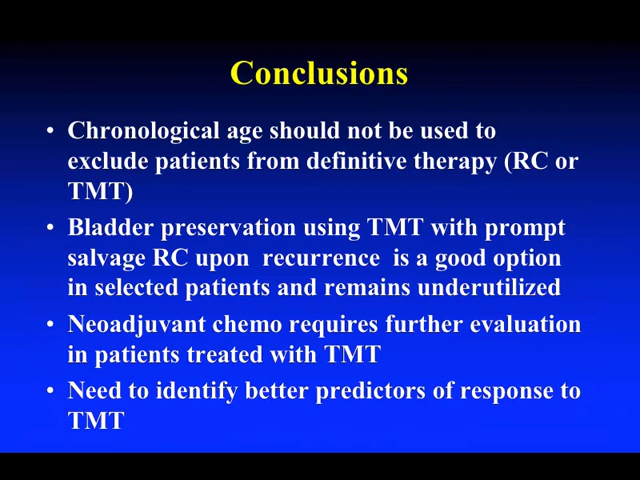 Conclusions
• Chronological age should not be used to
exclude patients from definitive therapy (RC or
TMT)
• Bladder preservation using TMT with prompt
salvage RC upon recurrence is a good option
in selected patients and remains underutilized
• Neoadjuvant chemo requires further evaluation
in patients treated with TMT
• Need to identify better predictors of response to
TMT